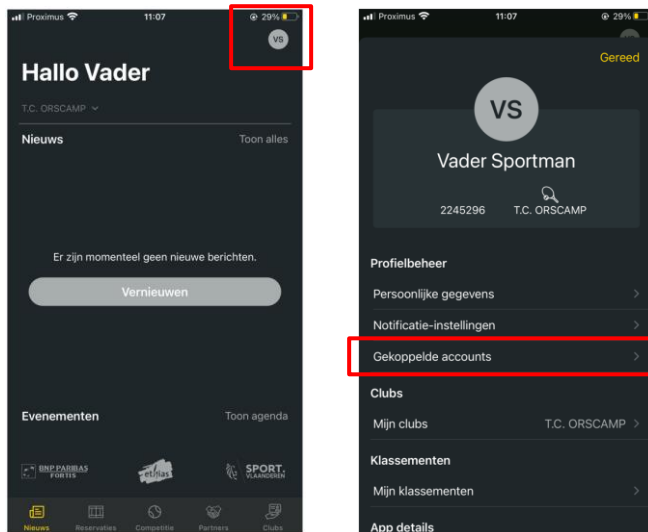 Proximus
11:07
29%
VS
Hallo Vader
T.C. ORSCAMP
Nieuws
Toon alles
Er zijn momenteel geen nieuwe berichten.
Vernieuwen
Evenementen
Toon agenda
BNP PARIBAS
FORTIS
ethias
SPORT.
VLAANDEREN
Nieuws
Reservaties
Competitie
Partners
Clubs
Proximus
11:07
29%
Gereed
VS
Vader Sportman
2245296
T.C. ORSCAMP
Profielbeheer
Persoonlijke gegevens
Notificatie-instellingen
Gekoppelde accounts
Clubs
Mijn clubs
T.C. ORSCAMP
Klassementen
Mijn klassementen
App details